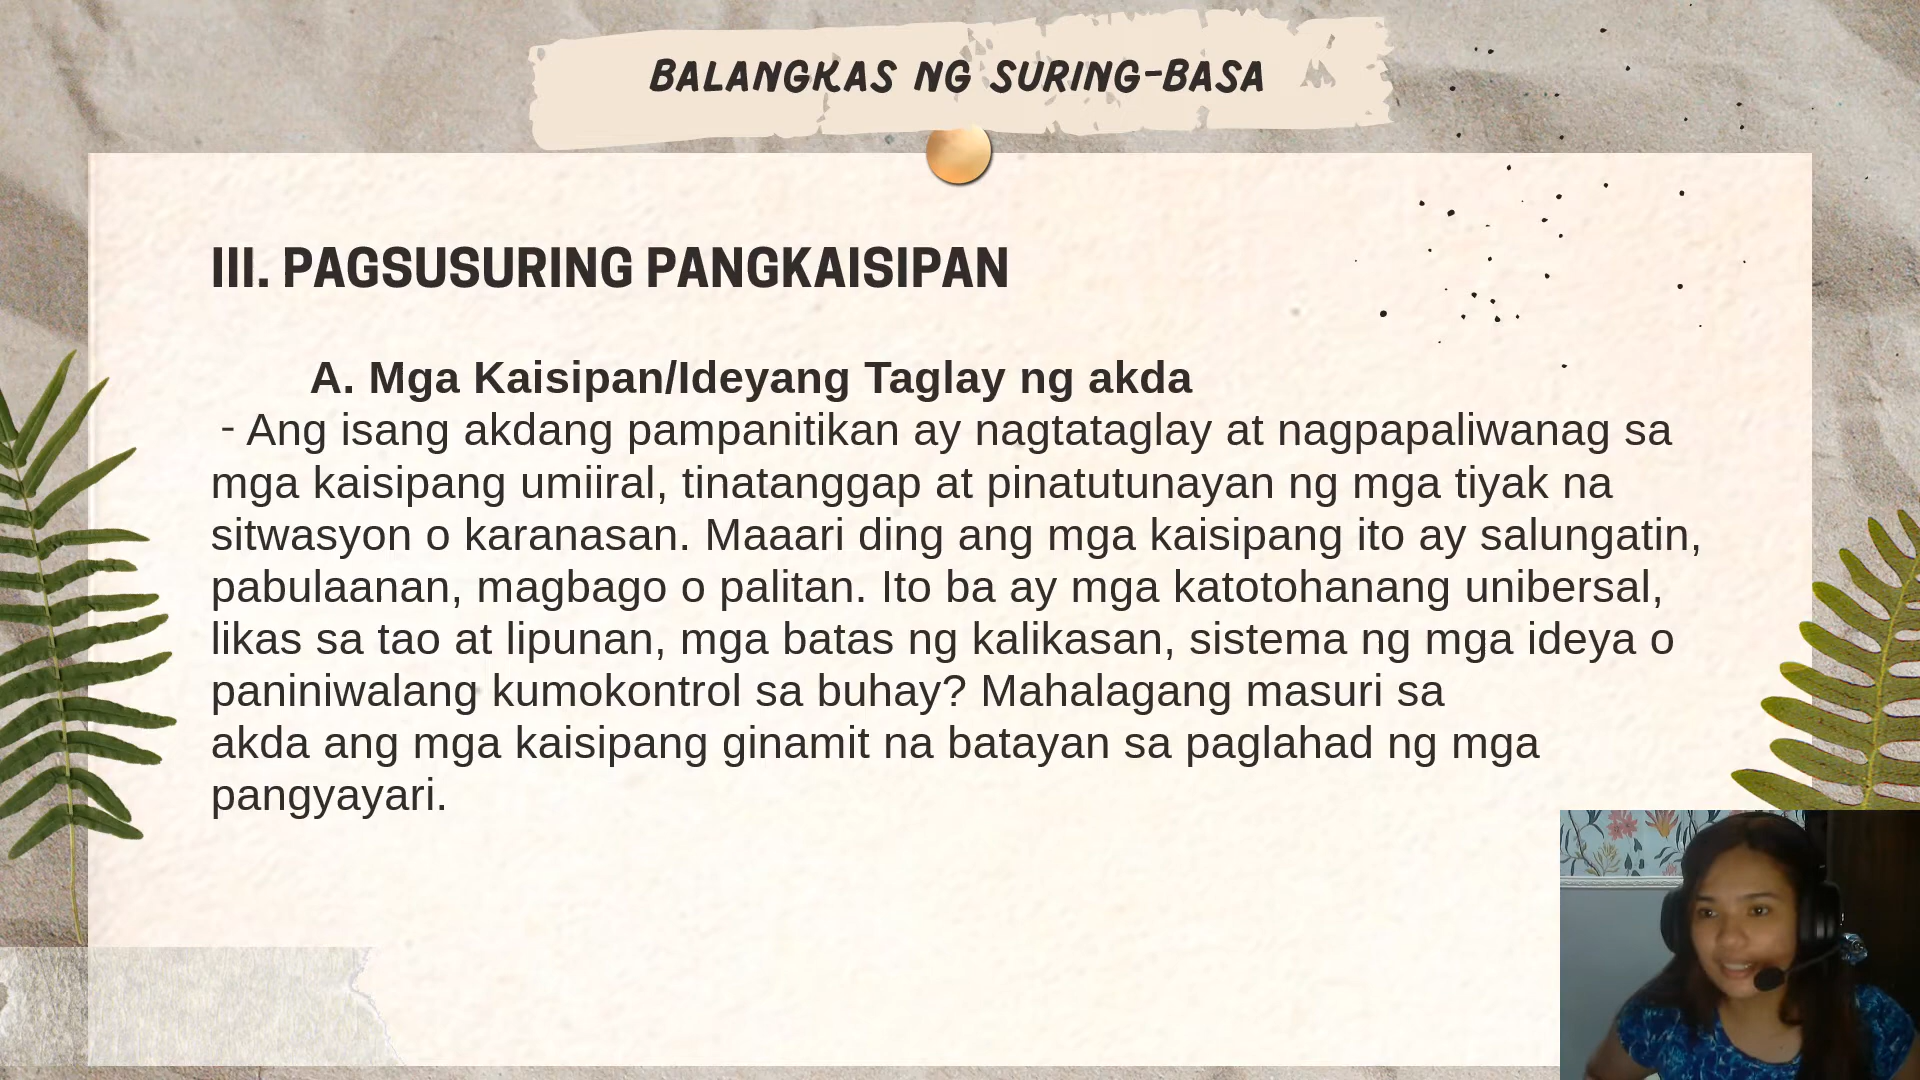 BALANGKAS NG SURING-BASA
III. PAGSUSURING PANGKAISIPAN
A. Mga Kaisipan/Ideyang Taglay ng akda
- Ang isang akdang pampanitikan ay nagtataglay at nagpapaliwanag sa
mga kaisipang umiiral, tinatanggap at pinatutunayan ng mga tiyak na
sitwasyon o karanasan. Maaari ding ang mga kaisipang ito ay salungatin,
pabulaanan, magbago o palitan. Ito ba ay mga katotohanang unibersal,
likas sa tao at lipunan, mga batas ng kalikasan, sistema ng mga ideya o
paniniwalang kumokontrol sa buhay? Mahalagang masuri sa
akda ang mga kaisipang ginamit na batayan sa paglahad ng mga
pangyayari.